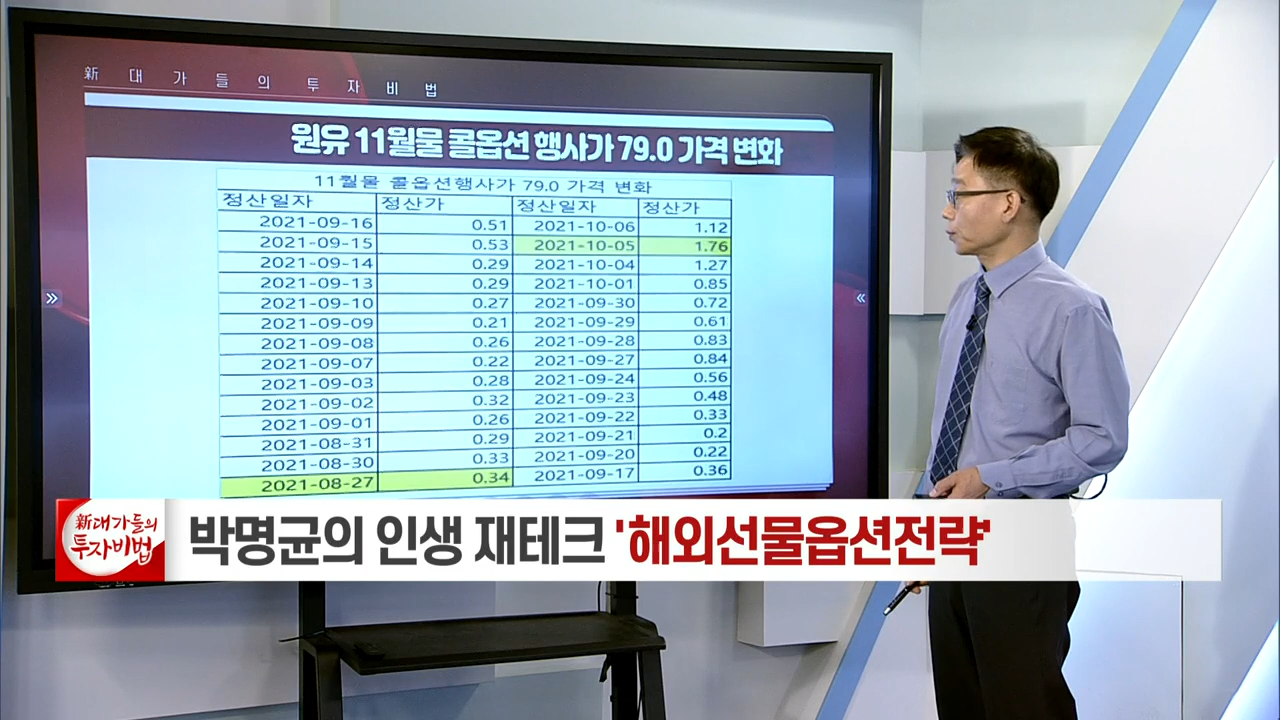 新 대 가 들 의 투 자 비 법
원유 11월물 콜옵션 행사가 79.0 가격 변화
11월물 콜옵션행사가 79.0 가격 변화
정산일자 정산가 정산일자 정산가
2021-09-16 0.51 2021-10-06 1.12
2021-09-15 0.53 2021-10-05 1.76
2021-09-14 0.29 2021-10-04 1.27
2021-09-13 0.29 2021-10-01 0.85
2021-09-10 0.27 2021-09-30 0.72
2021-09-09 0.21 2021-09-29 0.61
2021-09-08 0.26 2021-09-28 0.83
2021-09-07 0.22 2021-09-27 0.84
2021-09-03 0.28 2021-09-24 0.56
2021-09-02 0.32 2021-09-23 0.48
2021-09-01 0.26 2021-09-22 0.33
2021-08-31 0.29 2021-09-21 0.2
2021-08-30 0.33 2021-09-20 0.22
2021-08-27 0.34 2021-09-17 0.36
新대가들의
투자비법
박명균의 인생 재테크 '해외선물옵션전략'